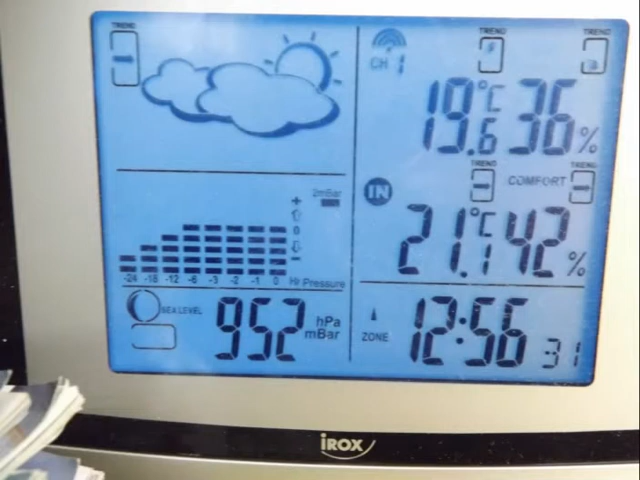 TREND
TREND
TREND
CH 1
19.6 °C 36 %
TREND
TREND
IN
COMFORT
21.1 °C 42 %
2mBar
+
0
-
-24 -18 -12 -6 -3 -2 -1 0 Hr Pressure
SEA LEVEL
952 hPa
mBar
ZONE
12:56 31
iROX